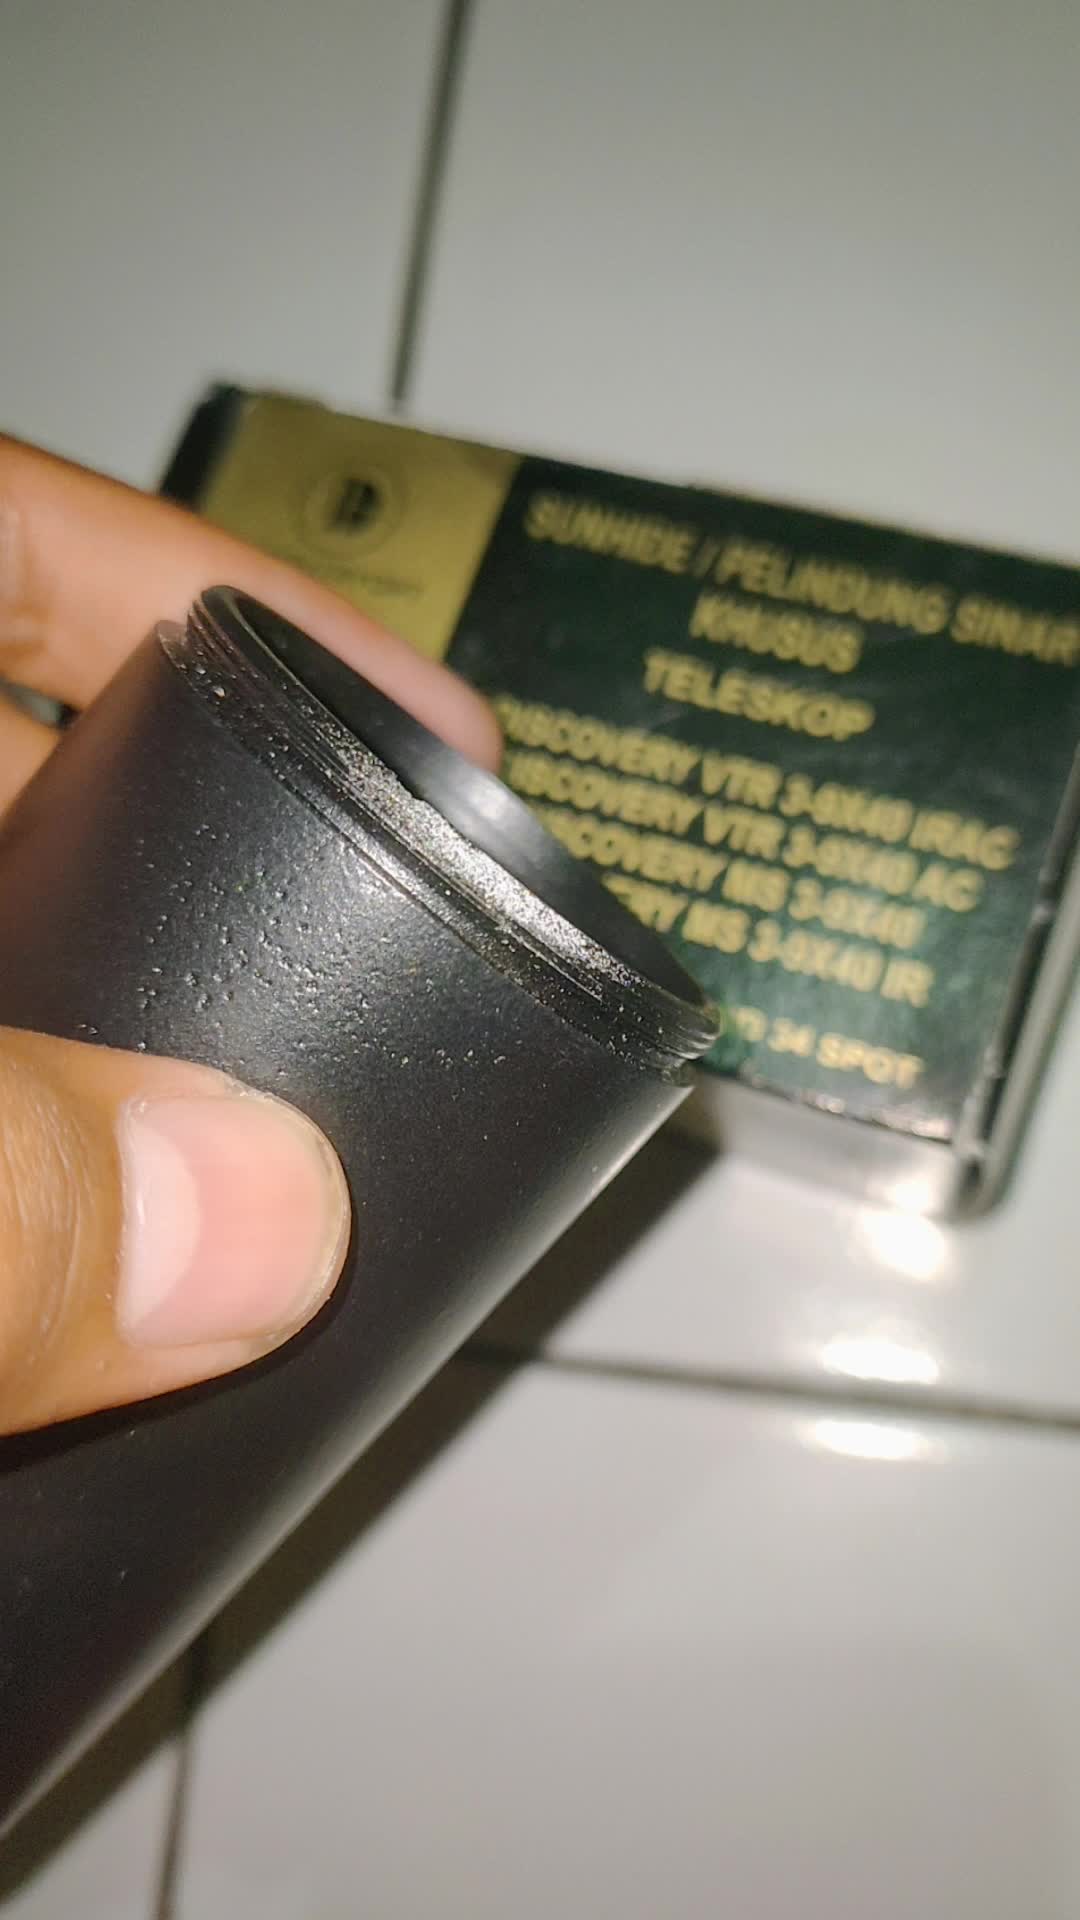 SUNHIDE / PELINDUNG SINAR
KHUSUS
TELESKOP
DISCOVERY VTR 3-9X40 IRAC
DISCOVERY VTR 3-9X40 AC
DISCOVERY MS 3-9X40
MS 3-9X40 IR
34 SPOT